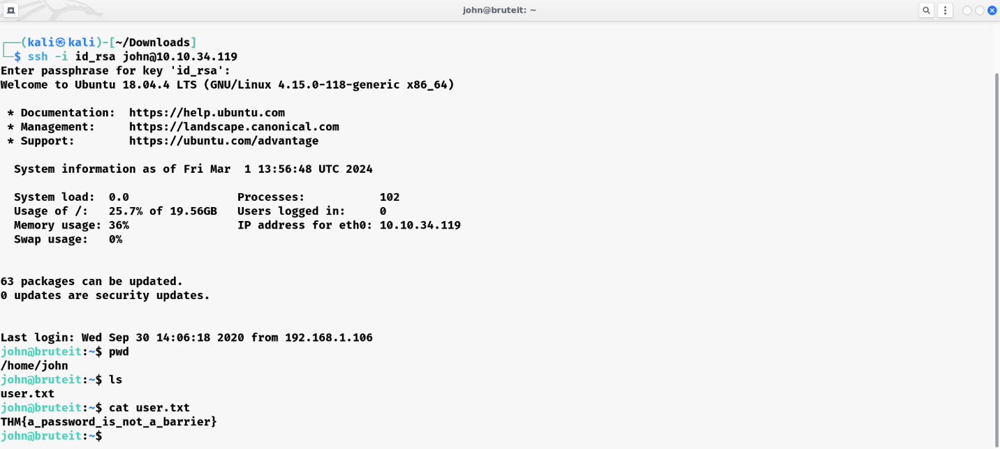 john@bruteit: ~
┌──(kali㉿kali)-[~/Downloads]
└─$ ssh -i id_rsa john@10.10.34.119
Enter passphrase for key 'id_rsa':
Welcome to Ubuntu 18.04.4 LTS (GNU/Linux 4.15.0-118-generic x86_64)
* Documentation:  https://help.ubuntu.com
* Management:     https://landscape.canonical.com
* Support:        https://ubuntu.com/advantage
System information as of Fri Mar  1 13:56:48 UTC 2024
System load:  0.0                Processes:           102
Usage of /:   25.7% of 19.56GB   Users logged in:     0
Memory usage: 36%                IP address for eth0: 10.10.34.119
Swap usage:   0%
63 packages can be updated.
0 updates are security updates.
Last login: Wed Sep 30 14:06:18 2020 from 192.168.1.106
john@bruteit:~$ pwd
/home/john
john@bruteit:~$ ls
user.txt
john@bruteit:~$ cat user.txt
THM{a_password_is_not_a_barrier}
john@bruteit:~$